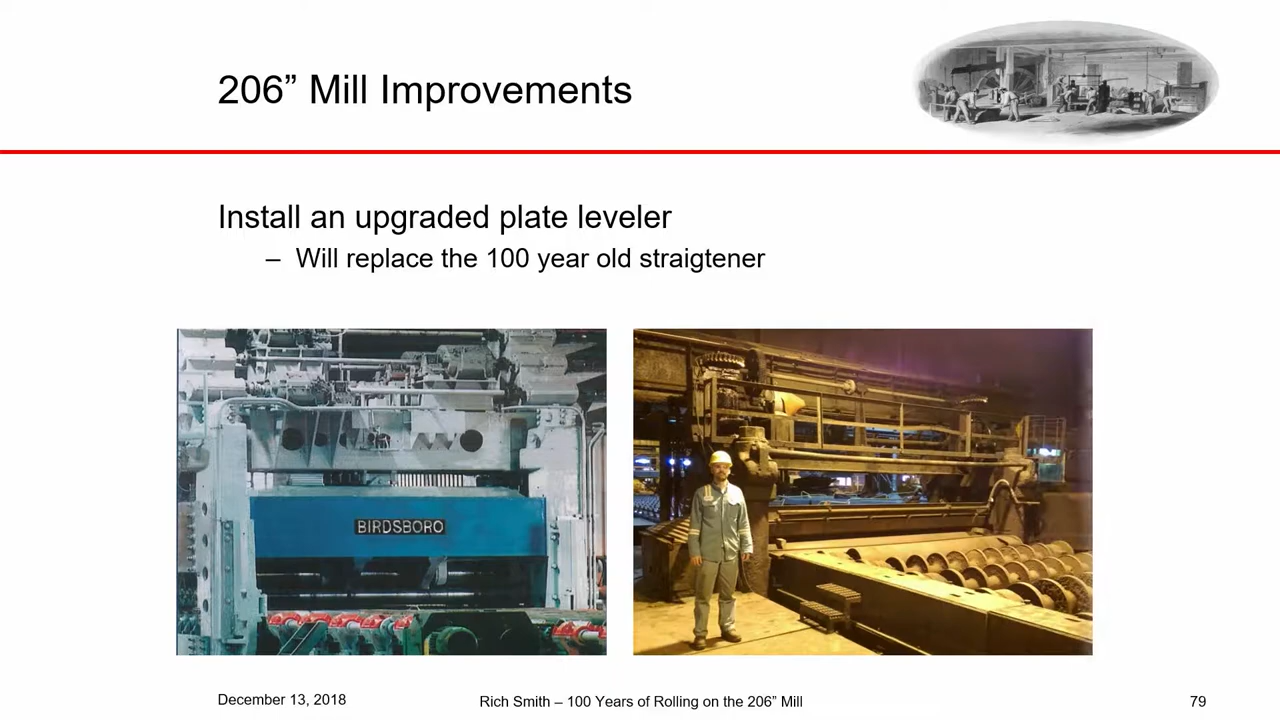 206” Mill Improvements
Install an upgraded plate leveler
– Will replace the 100 year old straigtener
BIRDSBORO
December 13, 2018
Rich Smith – 100 Years of Rolling on the 206” Mill
79